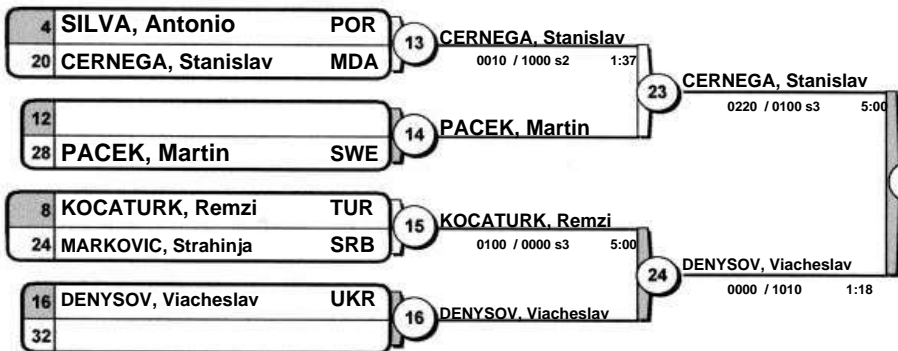 4 SILVA, Antonio POR
20 CERNEGA, Stanislav MDA
13 CERNEGA, Stanislav
0010 / 1000 s2 1:37
12
28 PACEK, Martin SWE
14 PACEK, Martin
23 CERNEGA, Stanislav
0220 / 0100 s3 5:00
8 KOCATURK, Remzi TUR
24 MARKOVIC, Strahinja SRB
15 KOCATURK, Remzi
0100 / 0000 s3 5:00
16 DENYSOV, Viacheslav UKR
32
16 DENYSOV, Viacheslav
24 DENYSOV, Viacheslav
0000 / 1010 1:18